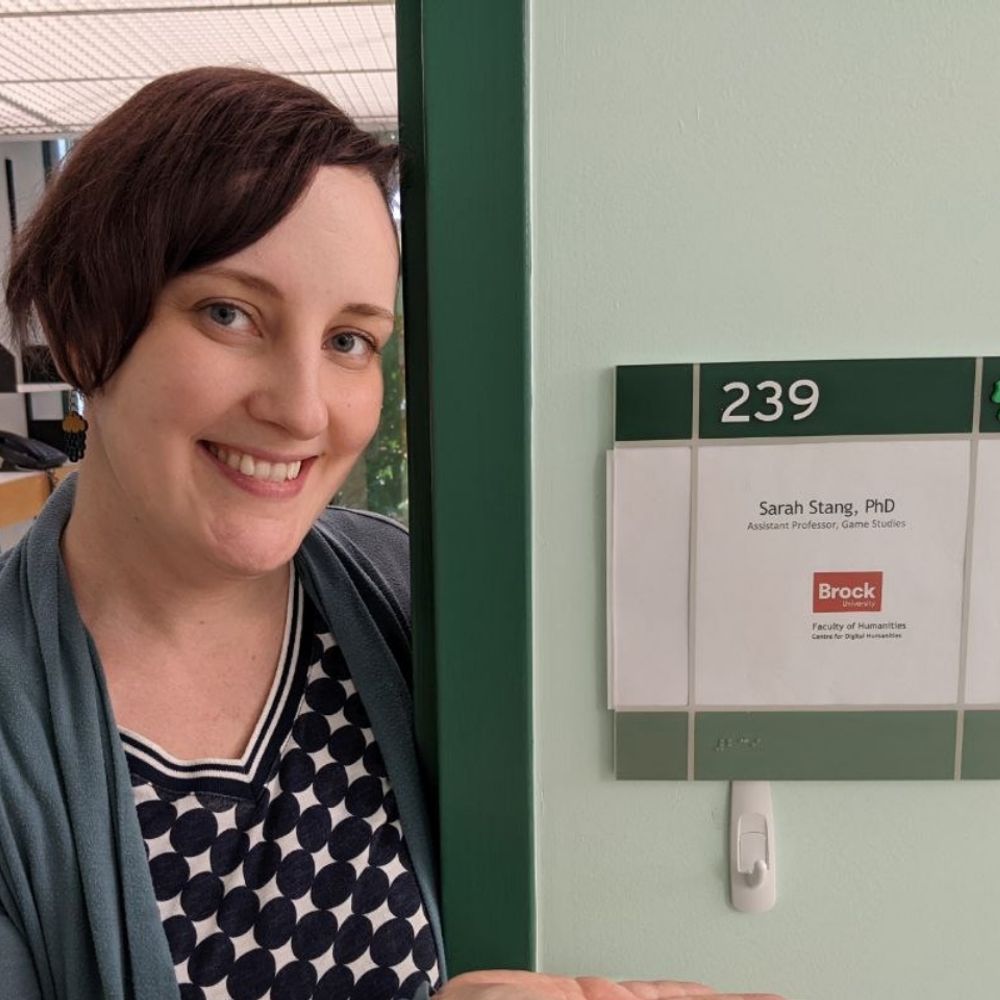 239
Sarah Stang, PhD
Assistant Professor, Game Studies
Brock
University
Faculty of Humanities
Centre for Digital Humanities